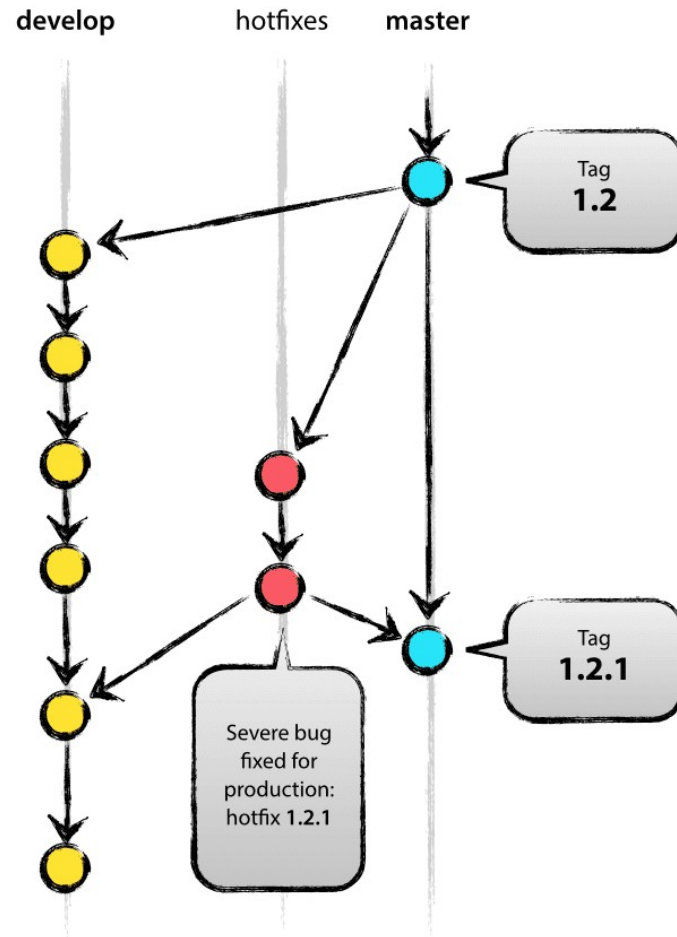 develop
hotfixes
master
Tag
1.2
Tag
1.2.1
Severe bug
fixed for
production:
hotfix 1.2.1